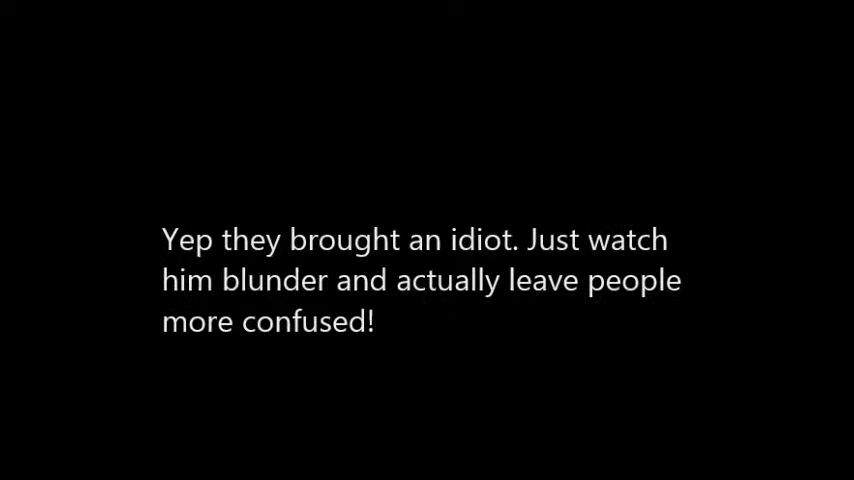 Yep they brought an idiot. Just watch
him blunder and actually leave people
more confused!